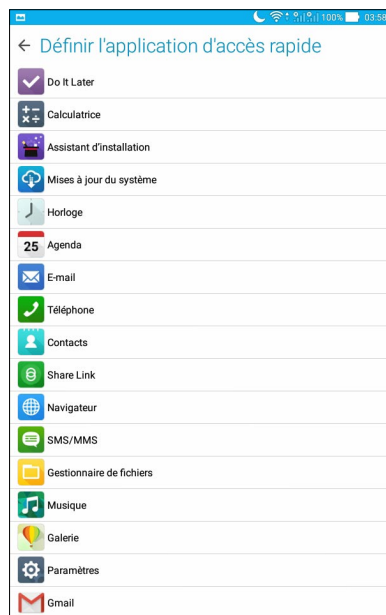 100% 03:58
Définir l'application d'accès rapide
Do It Later
Calculatrice
Assistant d'installation
Mises à jour du système
Horloge
25 Agenda
E-mail
Téléphone
Contacts
Share Link
Navigateur
SMS/MMS
Gestionnaire de fichiers
Musique
Galerie
Paramètres
Gmail